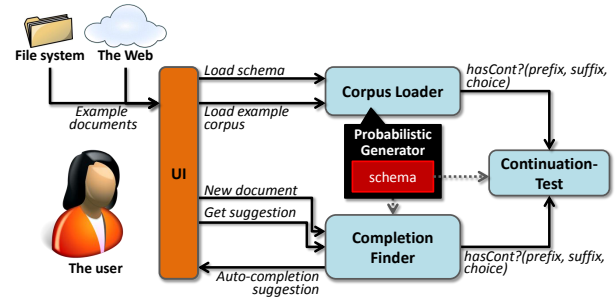 File system
The Web
Example
documents
Load schema
Load example
corpus
UI
Corpus Loader
hasCont?(prefix, suffix,
choice)
Probabilistic
Generator
schema
Continuation-
Test
New document
Get suggestion
Completion
Finder
hasCont?(prefix, suffix,
choice)
Auto-completion
suggestion
The user